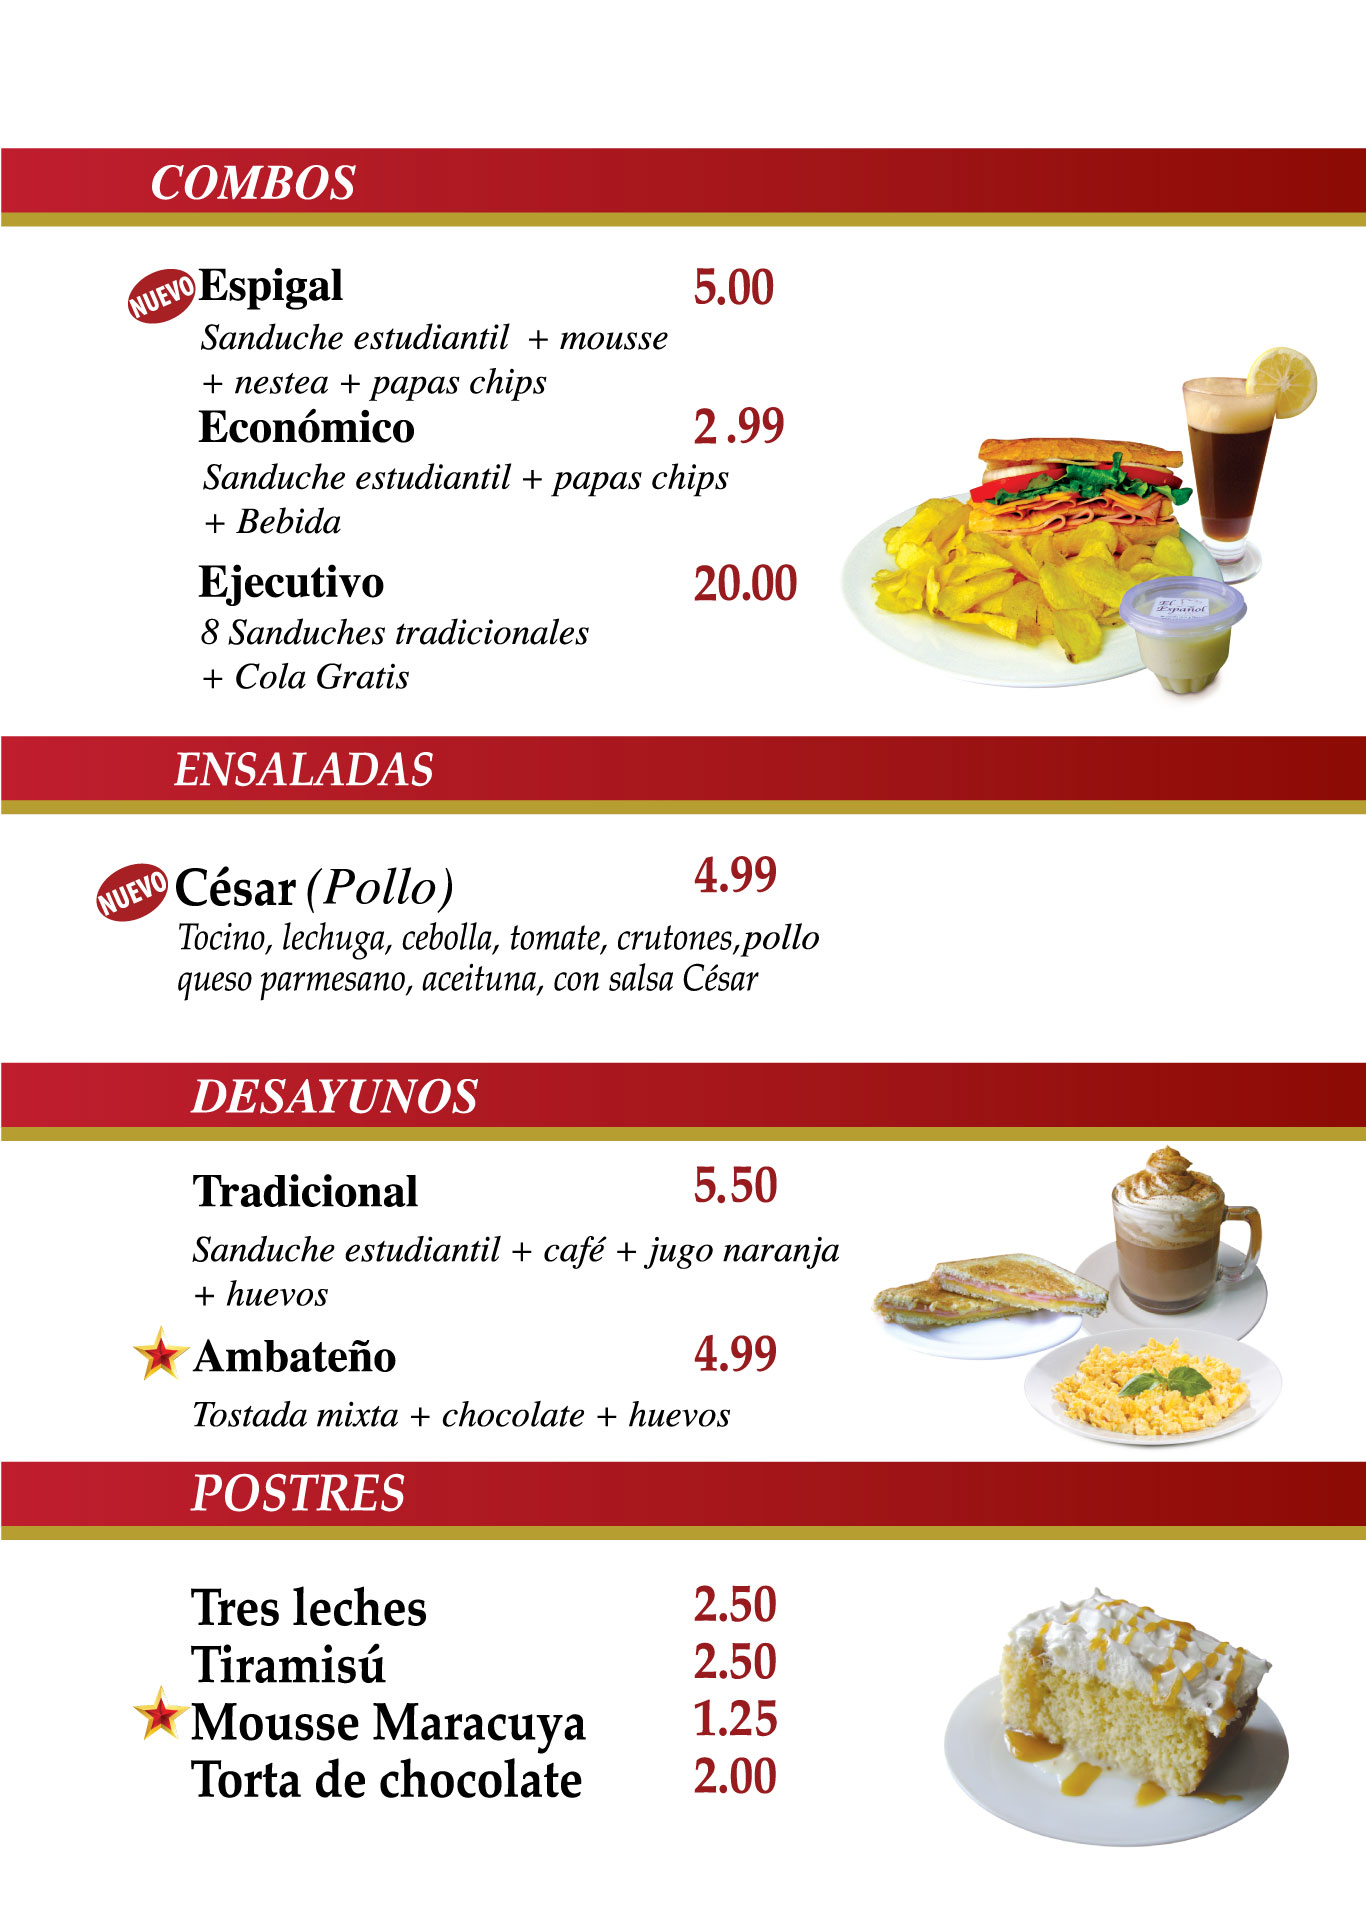 COMBOS
NUEVO Espigal 5.00
Sanduche estudiantil + mousse
+ nestea + papas chips
Económico 2 .99
Sanduche estudiantil + papas chips
+ Bebida
Ejecutivo 20.00
8 Sanduches tradicionales
+ Cola Gratis
El Español
ENSALADAS
NUEVO César (Pollo) 4.99
Tocino, lechuga, cebolla, tomate, crutones,pollo
queso parmesano, aceituna, con salsa César
DESAYUNOS
Tradicional 5.50
Sanduche estudiantil + café + jugo naranja
+ huevos
Ambateño 4.99
Tostada mixta + chocolate + huevos
POSTRES
Tres leches 2.50
Tiramisú 2.50
Mousse Maracuya 1.25
Torta de chocolate 2.00